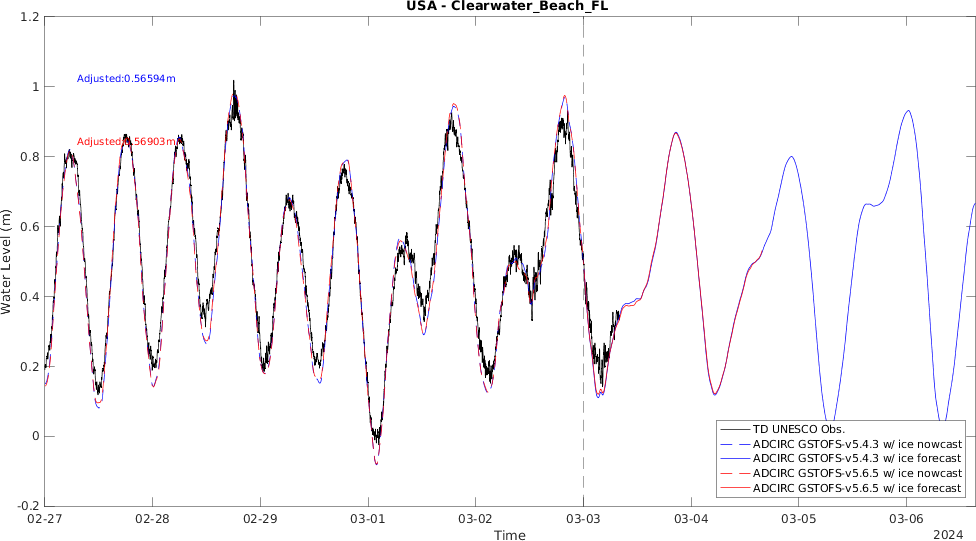 USA - Clearwater_Beach_FL
1.2
1
0.8
0.6
0.4
0.2
0
-0.2
Water Level (m)
Adjusted:0.56594m
Adjusted:0.56903m
02-27
02-28
02-29
03-01
03-02
03-03
03-04
03-05
03-06
Time
2024
TD UNESCO Obs.
ADCIRC GSTOFS-v5.4.3 w/ ice nowcast
ADCIRC GSTOFS-v5.4.3 w/ ice forecast
ADCIRC GSTOFS-v5.6.5 w/ ice nowcast
ADCIRC GSTOFS-v5.6.5 w/ ice forecast